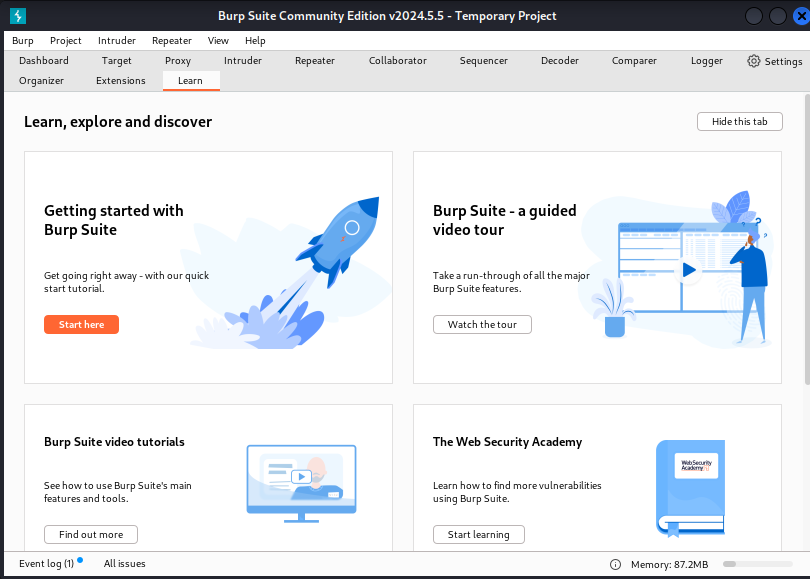 Burp Suite Community Edition v2024.5.5 - Temporary Project
Burp Project Intruder Repeater View Help
Dashboard Target Proxy Intruder Repeater Collaborator Sequencer Decoder Comparer Logger Settings
Organizer Extensions Learn
Learn, explore and discover
Hide this tab
Getting started with
Burp Suite
Get going right away - with our quick
start tutorial.
Start here
Burp Suite - a guided
video tour
Take a run-through of all the major
Burp Suite features.
Watch the tour
Burp Suite video tutorials
See how to use Burp Suite's main
features and tools.
Find out more
The Web Security Academy
Learn how to find more vulnerabilities
using Burp Suite.
Start learning
WebSecurity
Academy
Event log (1) All issues
Memory: 87.2MB